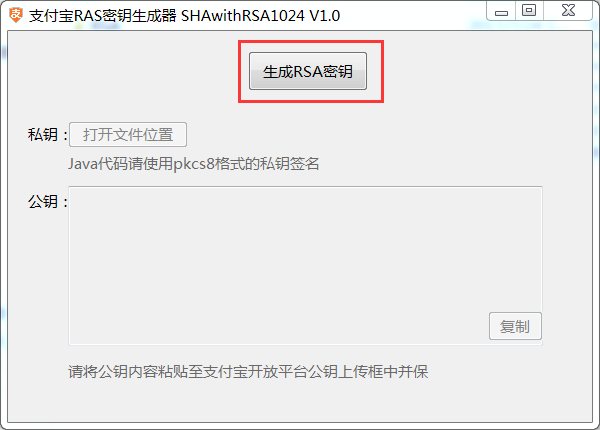 支付宝RAS密钥生成器 SHAwithRSA1024 V1.0
生成RSA密钥
私钥：打开文件位置
Java代码请使用pkcs8格式的私钥签名
公钥：
复制
请将公钥内容粘贴至支付宝开放平台公钥上传框中并保